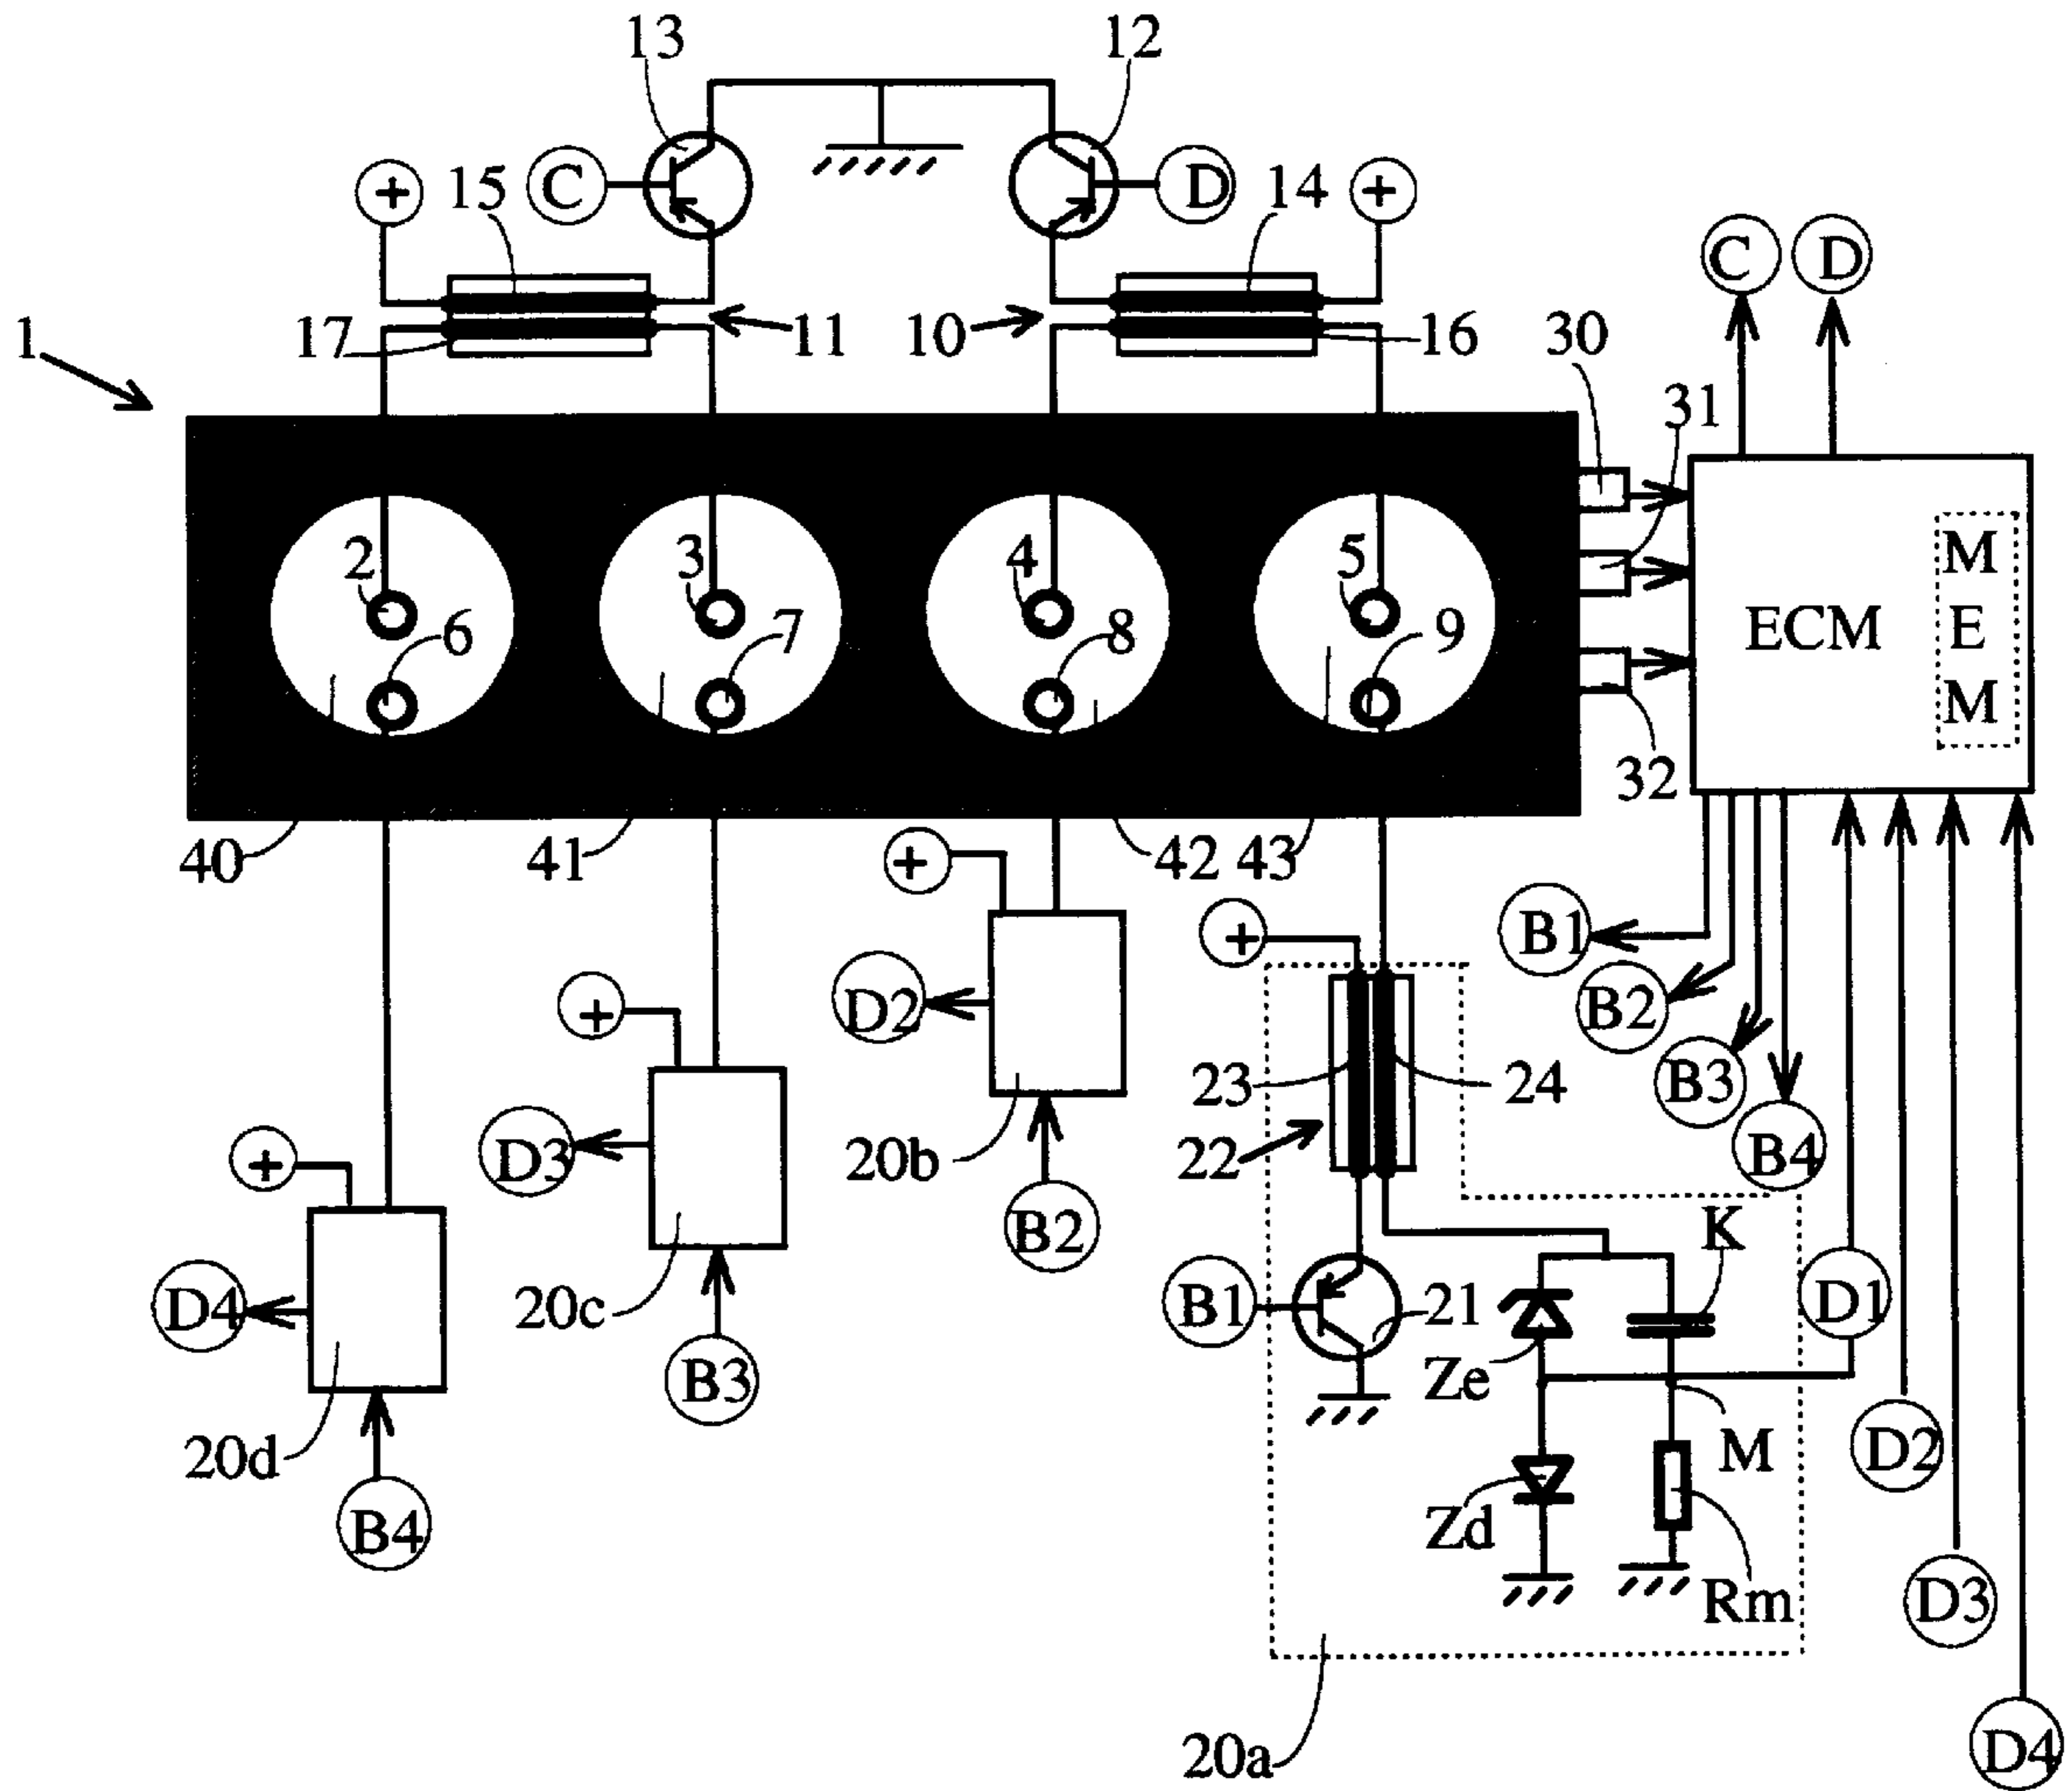 13 12
+ 15 C D 14 +
C D
1 17 11 10 16 30
31
2 3 4 5
6 7 8 9
ECM
M
E
M
32
40 41 42 43
+
+ B1
D2 B2
+ 23 24 B3
D3 20b 22 B4
+ B2 K
D4 20c B1 21 D1
B3 Ze
20d M D2
B4 Zd
Rm D3
20a D4